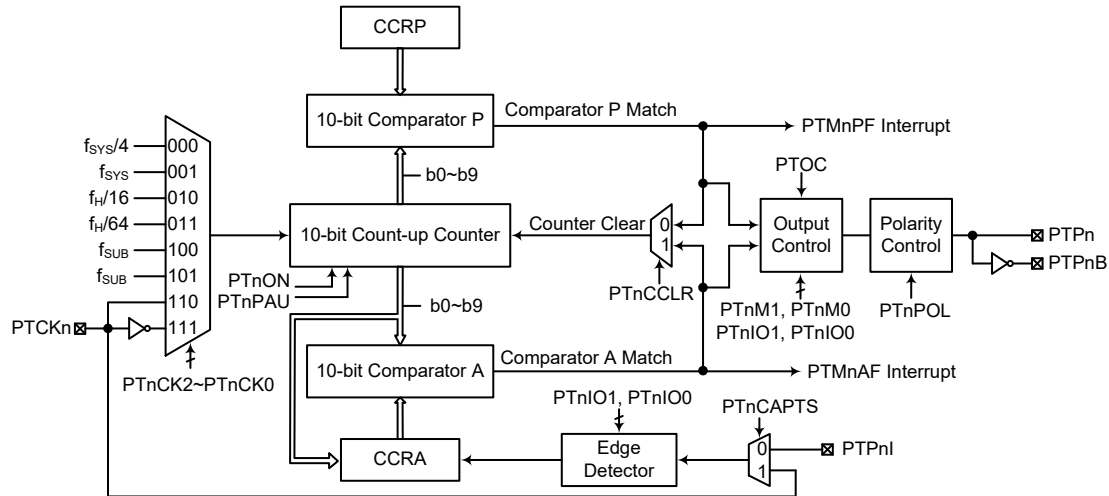 CCRP
10-bit Comparator P
Comparator P Match
PTMnPF Interrupt
fSYS/4
000
fSYS
001
fH/16
010
fH/64
011
fSUB
100
fSUB
101
110
111
PTCKn
PTnCK2~PTnCK0
b0~b9
10-bit Count-up Counter
Counter Clear
0
1
PTnCCLR
PTnON
PTnPAU
b0~b9
PTOC
Output
Control
PTnM1, PTnM0
PTnIO1, PTnIO0
Polarity
Control
PTnPOL
PTPn
PTPnB
10-bit Comparator A
Comparator A Match
PTMnAF Interrupt
CCRA
PTnIO1, PTnIO0
Edge
Detector
PTnCAPTS
0
1
PTPnI